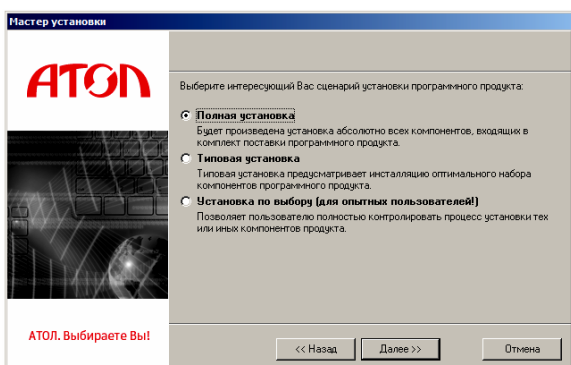 Мастер установки
АТОЛ
Выберите интересующий Вас сценарий установки программного продукта:
Полная установка
Будет произведена установка абсолютно всех компонентов, входящих в
комплект поставки программного продукта.
Типовая установка
Типовая установка предусматривает инсталляцию оптимального набора
компонентов программного продукта.
Установка по выбору (для опытных пользователей!)
Позволяет пользователю полностью контролировать процесс установки тех
или иных компонентов продукта.
АТОЛ. Выбираете Вы!
<< Назад
Далее >>
Отмена